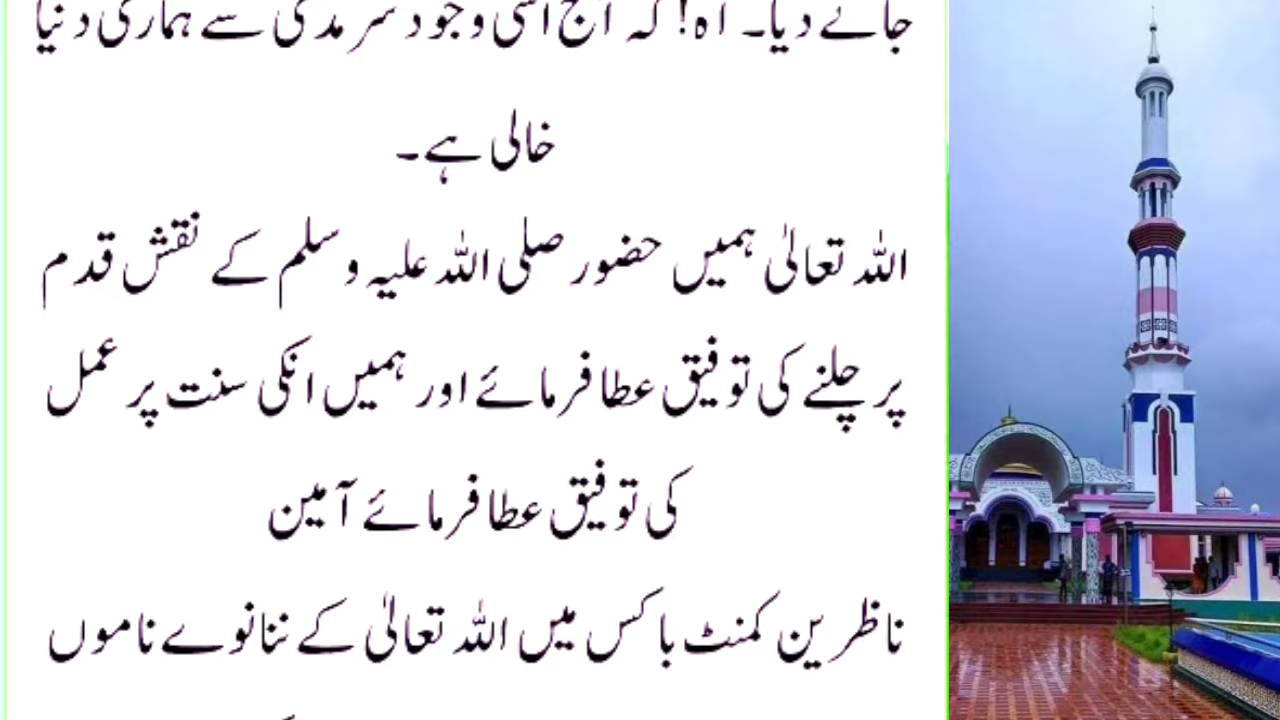 جانے دیا۔ آہ! کہ آج اسی وجود سرمدی سے ہماری دنیا
خالی ہے۔
اللہ تعالیٰ ہمیں حضور صلی اللہ علیہ وسلم کے نقش قدم
پر چلنے کی توفیق عطا فرمائے اور ہمیں انکی سنت پر عمل
کی توفیق عطا فرمائے آمین
ناظرین کمنٹ باکس میں اللہ تعالیٰ کے ننانوے ناموں